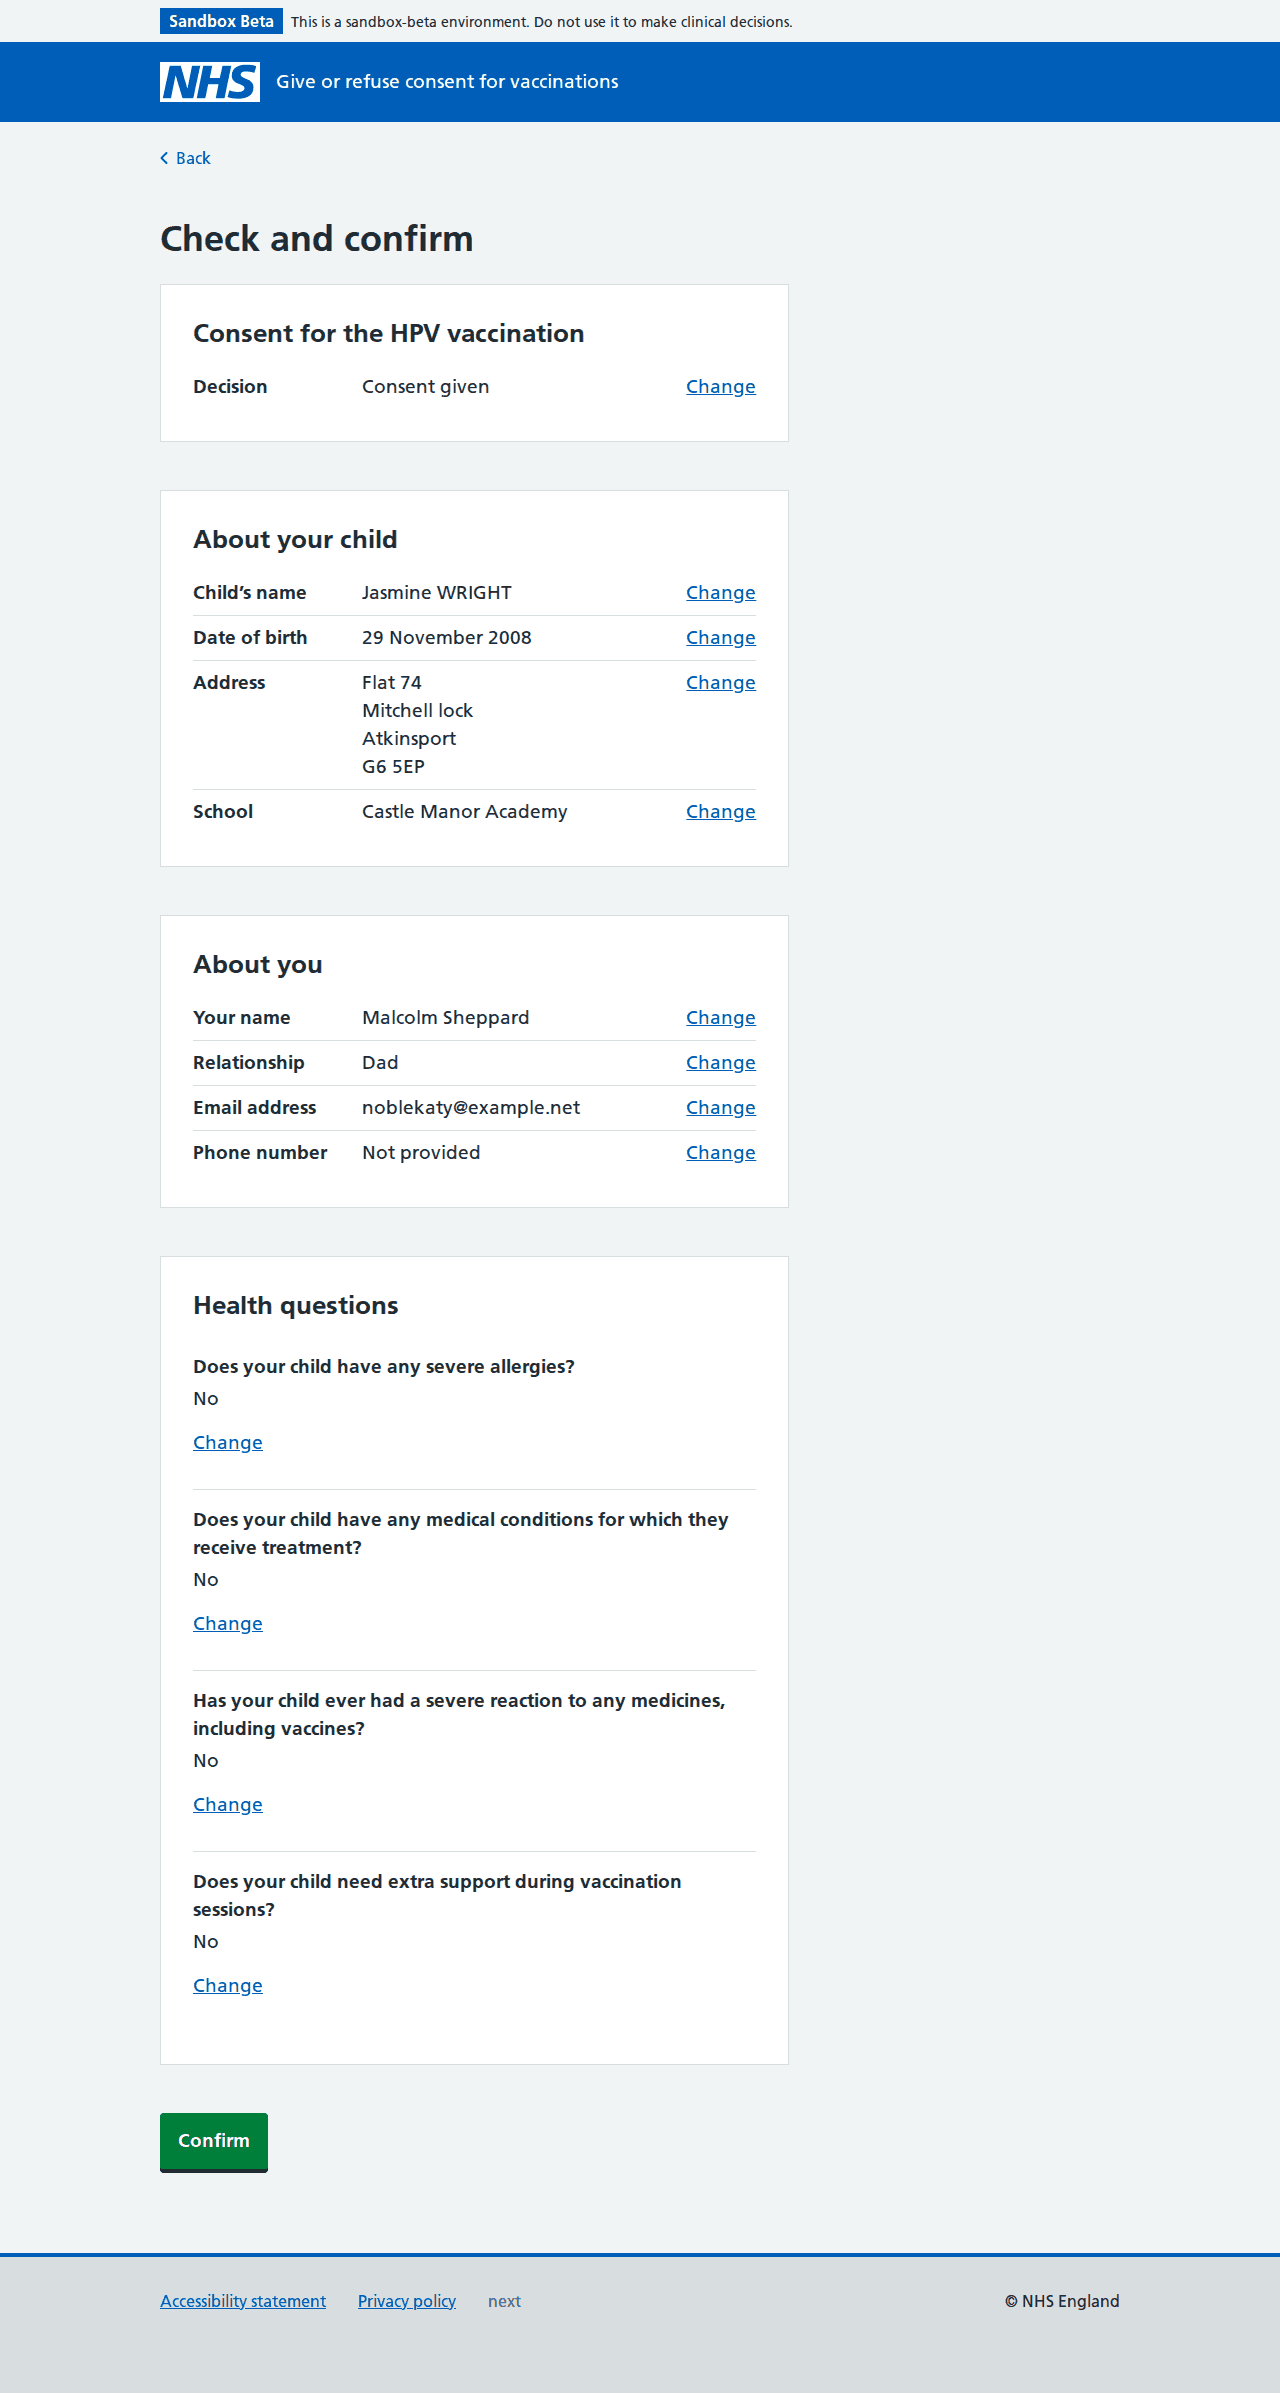 Sandbox Beta This is a sandbox-beta environment. Do not use it to make clinical decisions.
NHS Give or refuse consent for vaccinations
Back
Check and confirm
Consent for the HPV vaccination
Decision Consent given Change
About your child
Child’s name Jasmine WRIGHT Change
Date of birth 29 November 2008 Change
Address Flat 74 Change
Mitchell lock
Atkinsport
G6 5EP
School Castle Manor Academy Change
About you
Your name Malcolm Sheppard Change
Relationship Dad Change
Email address noblekaty@example.net Change
Phone number Not provided Change
Health questions
Does your child have any severe allergies?
No
Change
Does your child have any medical conditions for which they
receive treatment?
No
Change
Has your child ever had a severe reaction to any medicines,
including vaccines?
No
Change
Does your child need extra support during vaccination
sessions?
No
Change
Confirm
Accessibility statement Privacy policy next © NHS England